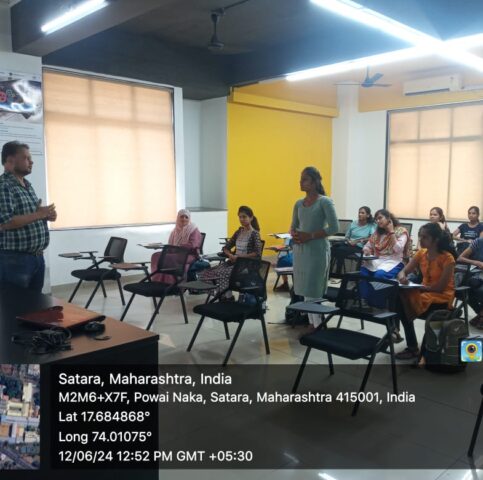 Satara, Maharashtra, India
M2M6+X7F, Powai Naka, Satara, Maharashtra 415001, India
Lat 17.684868°
Long 74.01075°
12/06/24 12:52 PM GMT +05:30